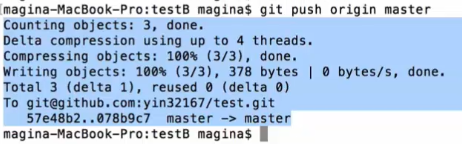 magina-MacBook-Pro:testB magina$ git push origin master
Counting objects: 3, done.
Delta compression using up to 4 threads.
Compressing objects: 100% (3/3), done.
Writing objects: 100% (3/3), 378 bytes | 0 bytes/s, done.
Total 3 (delta 1), reused 0 (delta 0)
To git@github.com:yin32167/test.git
   57e48b2..078b9c7  master -> master
magina-MacBook-Pro:testB magina$